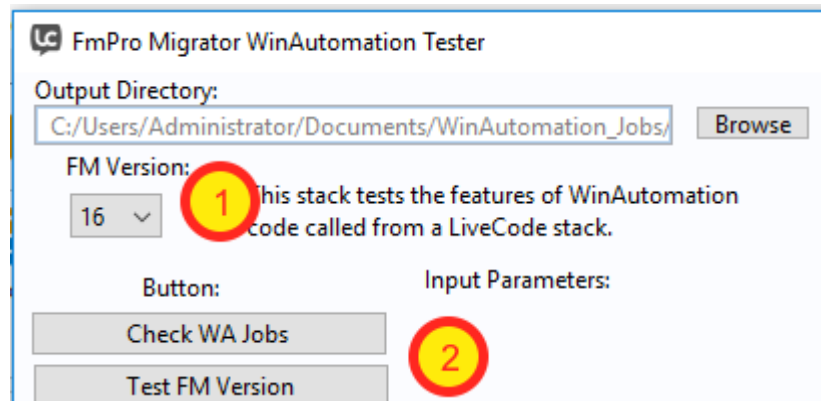 FmPro Migrator WinAutomation Tester
Output Directory:
C:/Users/Administrator/Documents/WinAutomation_Jobs/
Browse
FM Version:
16
1
This stack tests the features of WinAutomation
code called from a LiveCode stack.
Button:
Input Parameters:
Check WA Jobs
2
Test FM Version